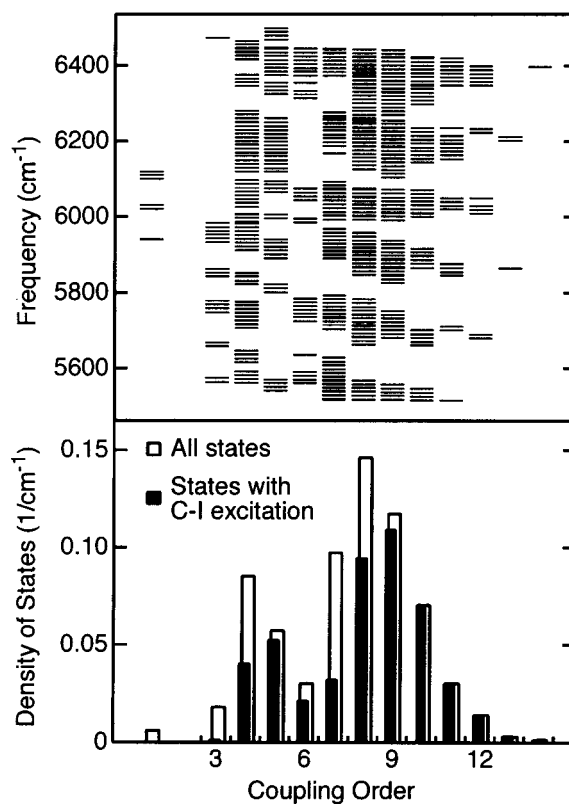 6400
6200
6000
5800
5600
Frequency (cm-1)
0.15
0.10
0.05
0
Density of States (1/cm-1)
All states
States with
C-I excitation
3
6
9
12
Coupling Order